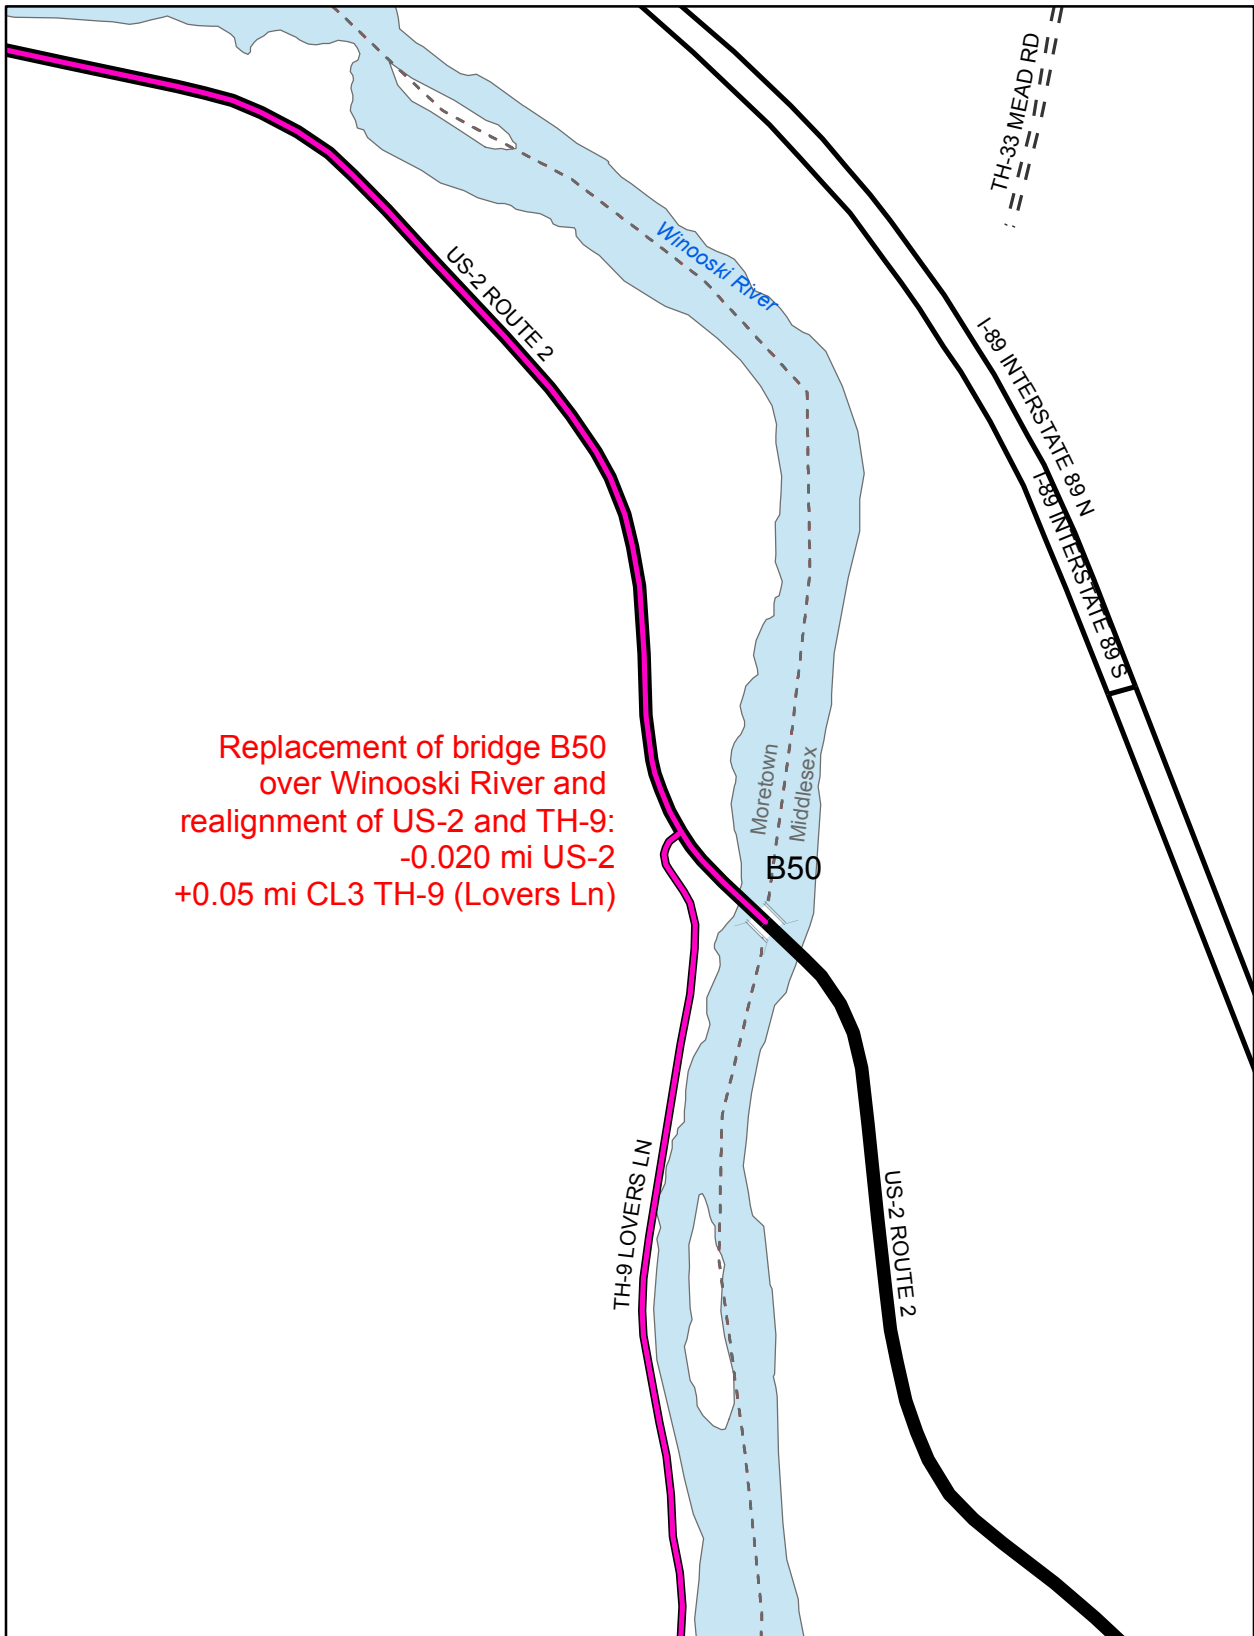 TH-33 MEAD RD
Winooski River
US-2 ROUTE 2
I-89 INTERSTATE 89 N
I-89 INTERSTATE 89 S
Replacement of bridge B50
over Winooski River and
realignment of US-2 and TH-9:
-0.020 mi US-2
+0.05 mi CL3 TH-9 (Lovers Ln)
Moretown
Middlesex
B50
TH-9 LOVERS LN
US-2 ROUTE 2